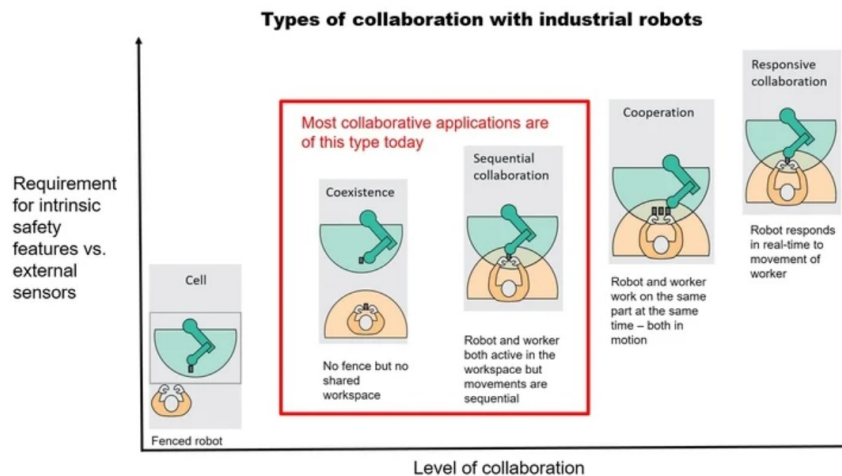 Types of collaboration with industrial robots
Requirement
for intrinsic
safety
features vs.
external
sensors
Cell
Fenced robot
Most collaborative applications are
of this type today
Coexistence
No fence but no
shared
workspace
Sequential
collaboration
Robot and worker
both active in the
workspace but
movements are
sequential
Cooperation
Robot and worker
work on the same
part at the same
time – both in
motion
Responsive
collaboration
Robot responds
in real-time to
movement of
worker
Level of collaboration